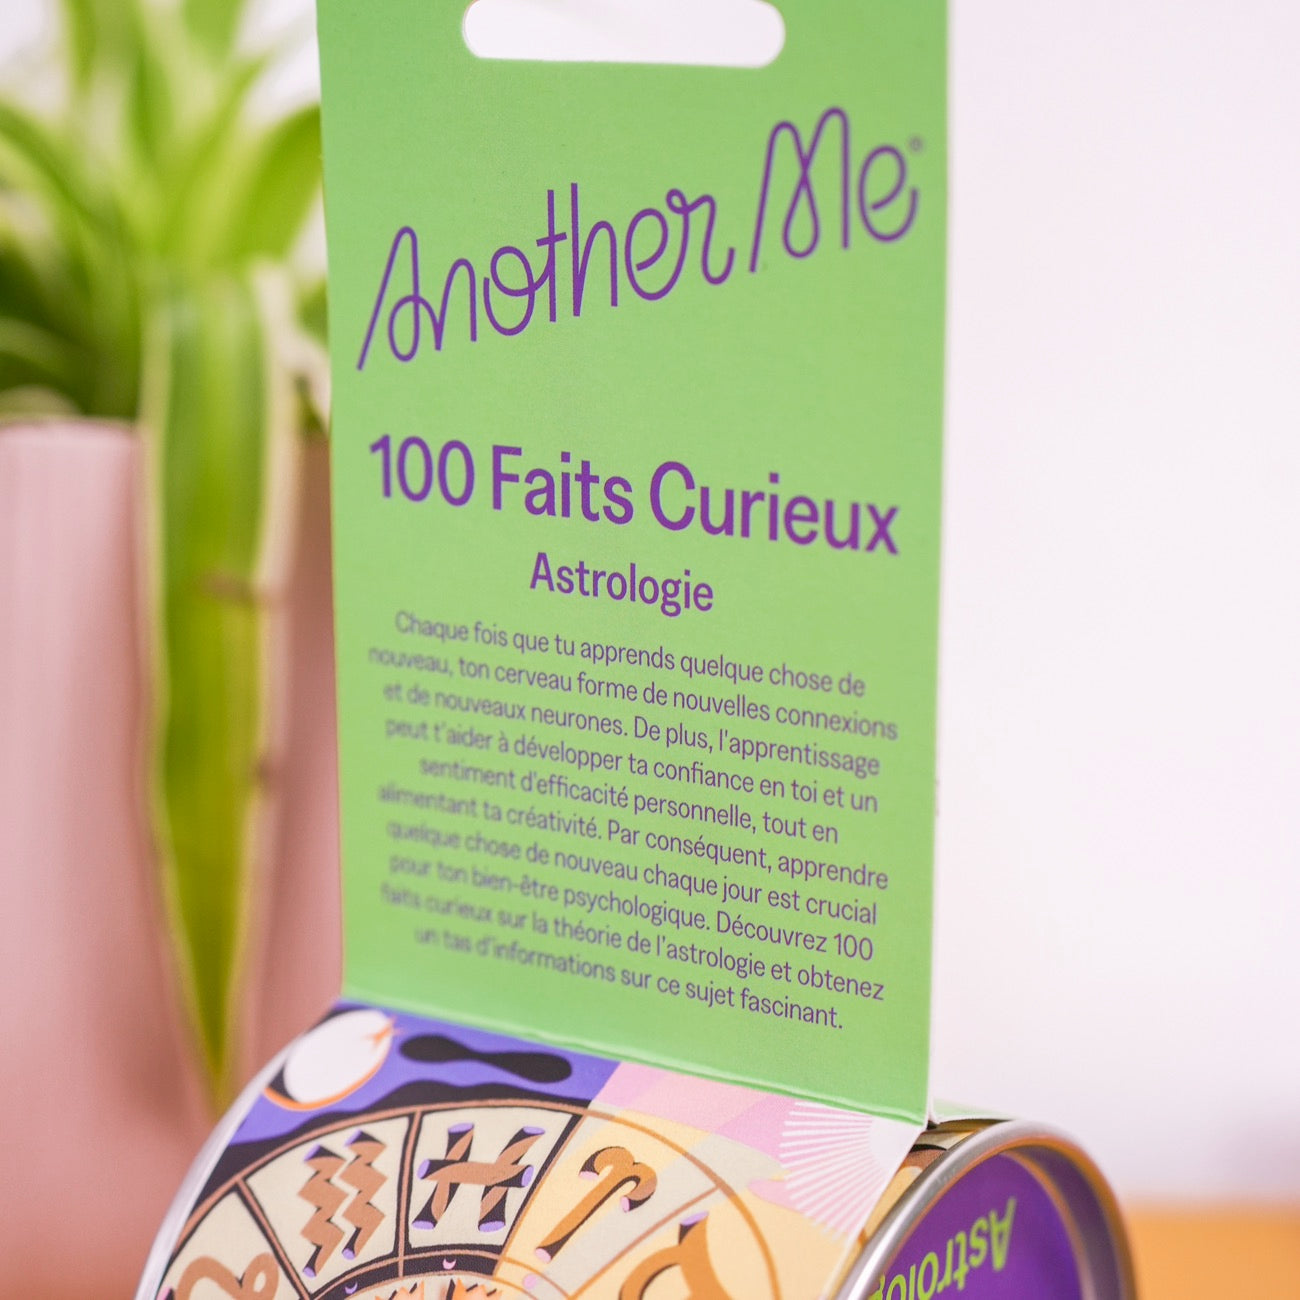 Another Me®
100 Faits Curieux
Astrologie
Chaque fois que tu apprends quelque chose de
nouveau, ton cerveau forme de nouvelles connexions
et de nouveaux neurones. De plus, l'apprentissage
peut t'aider à développer ta confiance en toi et un
sentiment d'efficacité personnelle, tout en
alimentant ta créativité. Par conséquent, apprendre
quelque chose de nouveau chaque jour est crucial
pour ton bien-être psychologique. Découvrez 100
faits curieux sur la théorie de l'astrologie et obtenez
un tas d'informations sur ce sujet fascinant.
Astrolo